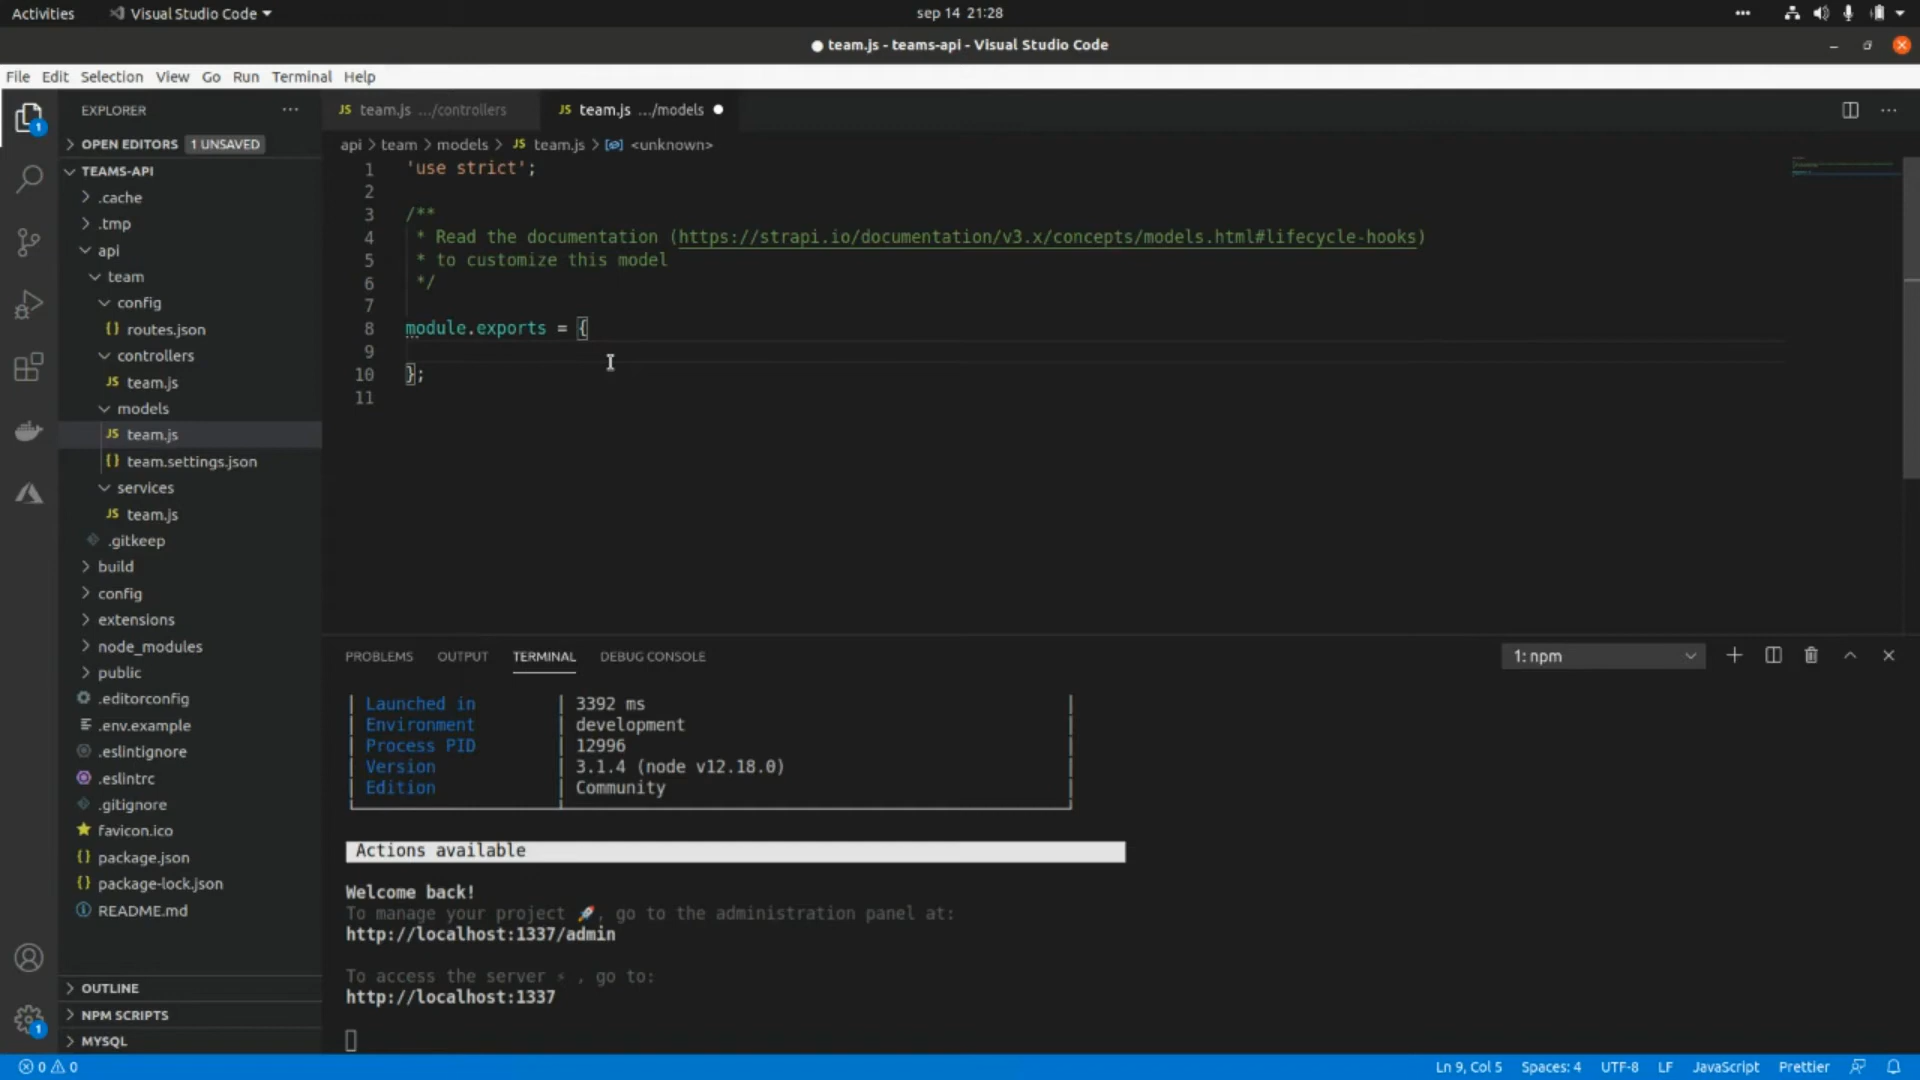 Activities
Visual Studio Code
sep 14 21:28
● team.js - teams-api - Visual Studio Code
File Edit Selection View Go Run Terminal Help
EXPLORER
OPEN EDITORS 1 UNSAVED
TEAMS-API
.cache
.tmp
api
team
config
{} routes.json
controllers
JS team.js
models
JS team.js
{} team.settings.json
services
JS team.js
.gitkeep
build
config
extensions
node_modules
public
.editorconfig
.env.example
.eslintignore
.eslintrc
.gitignore
favicon.ico
{} package.json
{} package-lock.json
README.md
OUTLINE
NPM SCRIPTS
MYSQL
1
1
JS team.js .../controllers
JS team.js .../models ●
api > team > models > JS team.js > <unknown>
1 'use strict';
2
3 /**
4 * Read the documentation (https://strapi.io/documentation/v3.x/concepts/models.html#lifecycle-hooks)
5 * to customize this model
6 */
7
8 module.exports = {
9
10 };
11
PROBLEMS OUTPUT TERMINAL DEBUG CONSOLE
1: npm
Launched in | 3392 ms
Environment | development
Process PID | 12996
Version | 3.1.4 (node v12.18.0)
Edition | Community
Actions available
Welcome back!
To manage your project 🚀, go to the administration panel at:
http://localhost:1337/admin
To access the server ⚡ , go to:
http://localhost:1337
0 0
Ln 9, Col 5 Spaces: 4 UTF-8 LF JavaScript Prettier